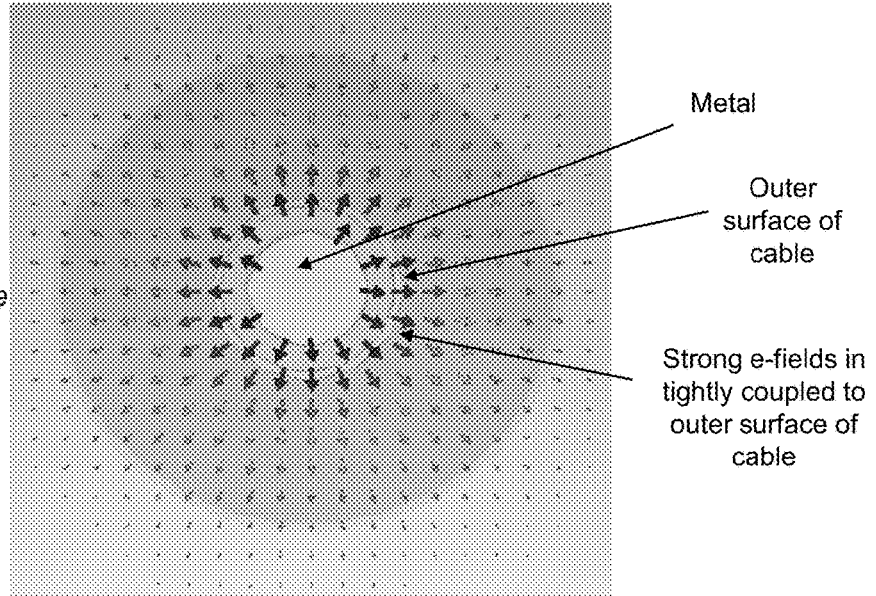 Metal
Outer
surface of
cable
e
Strong e-fields in
tightly coupled to
outer surface of
cable